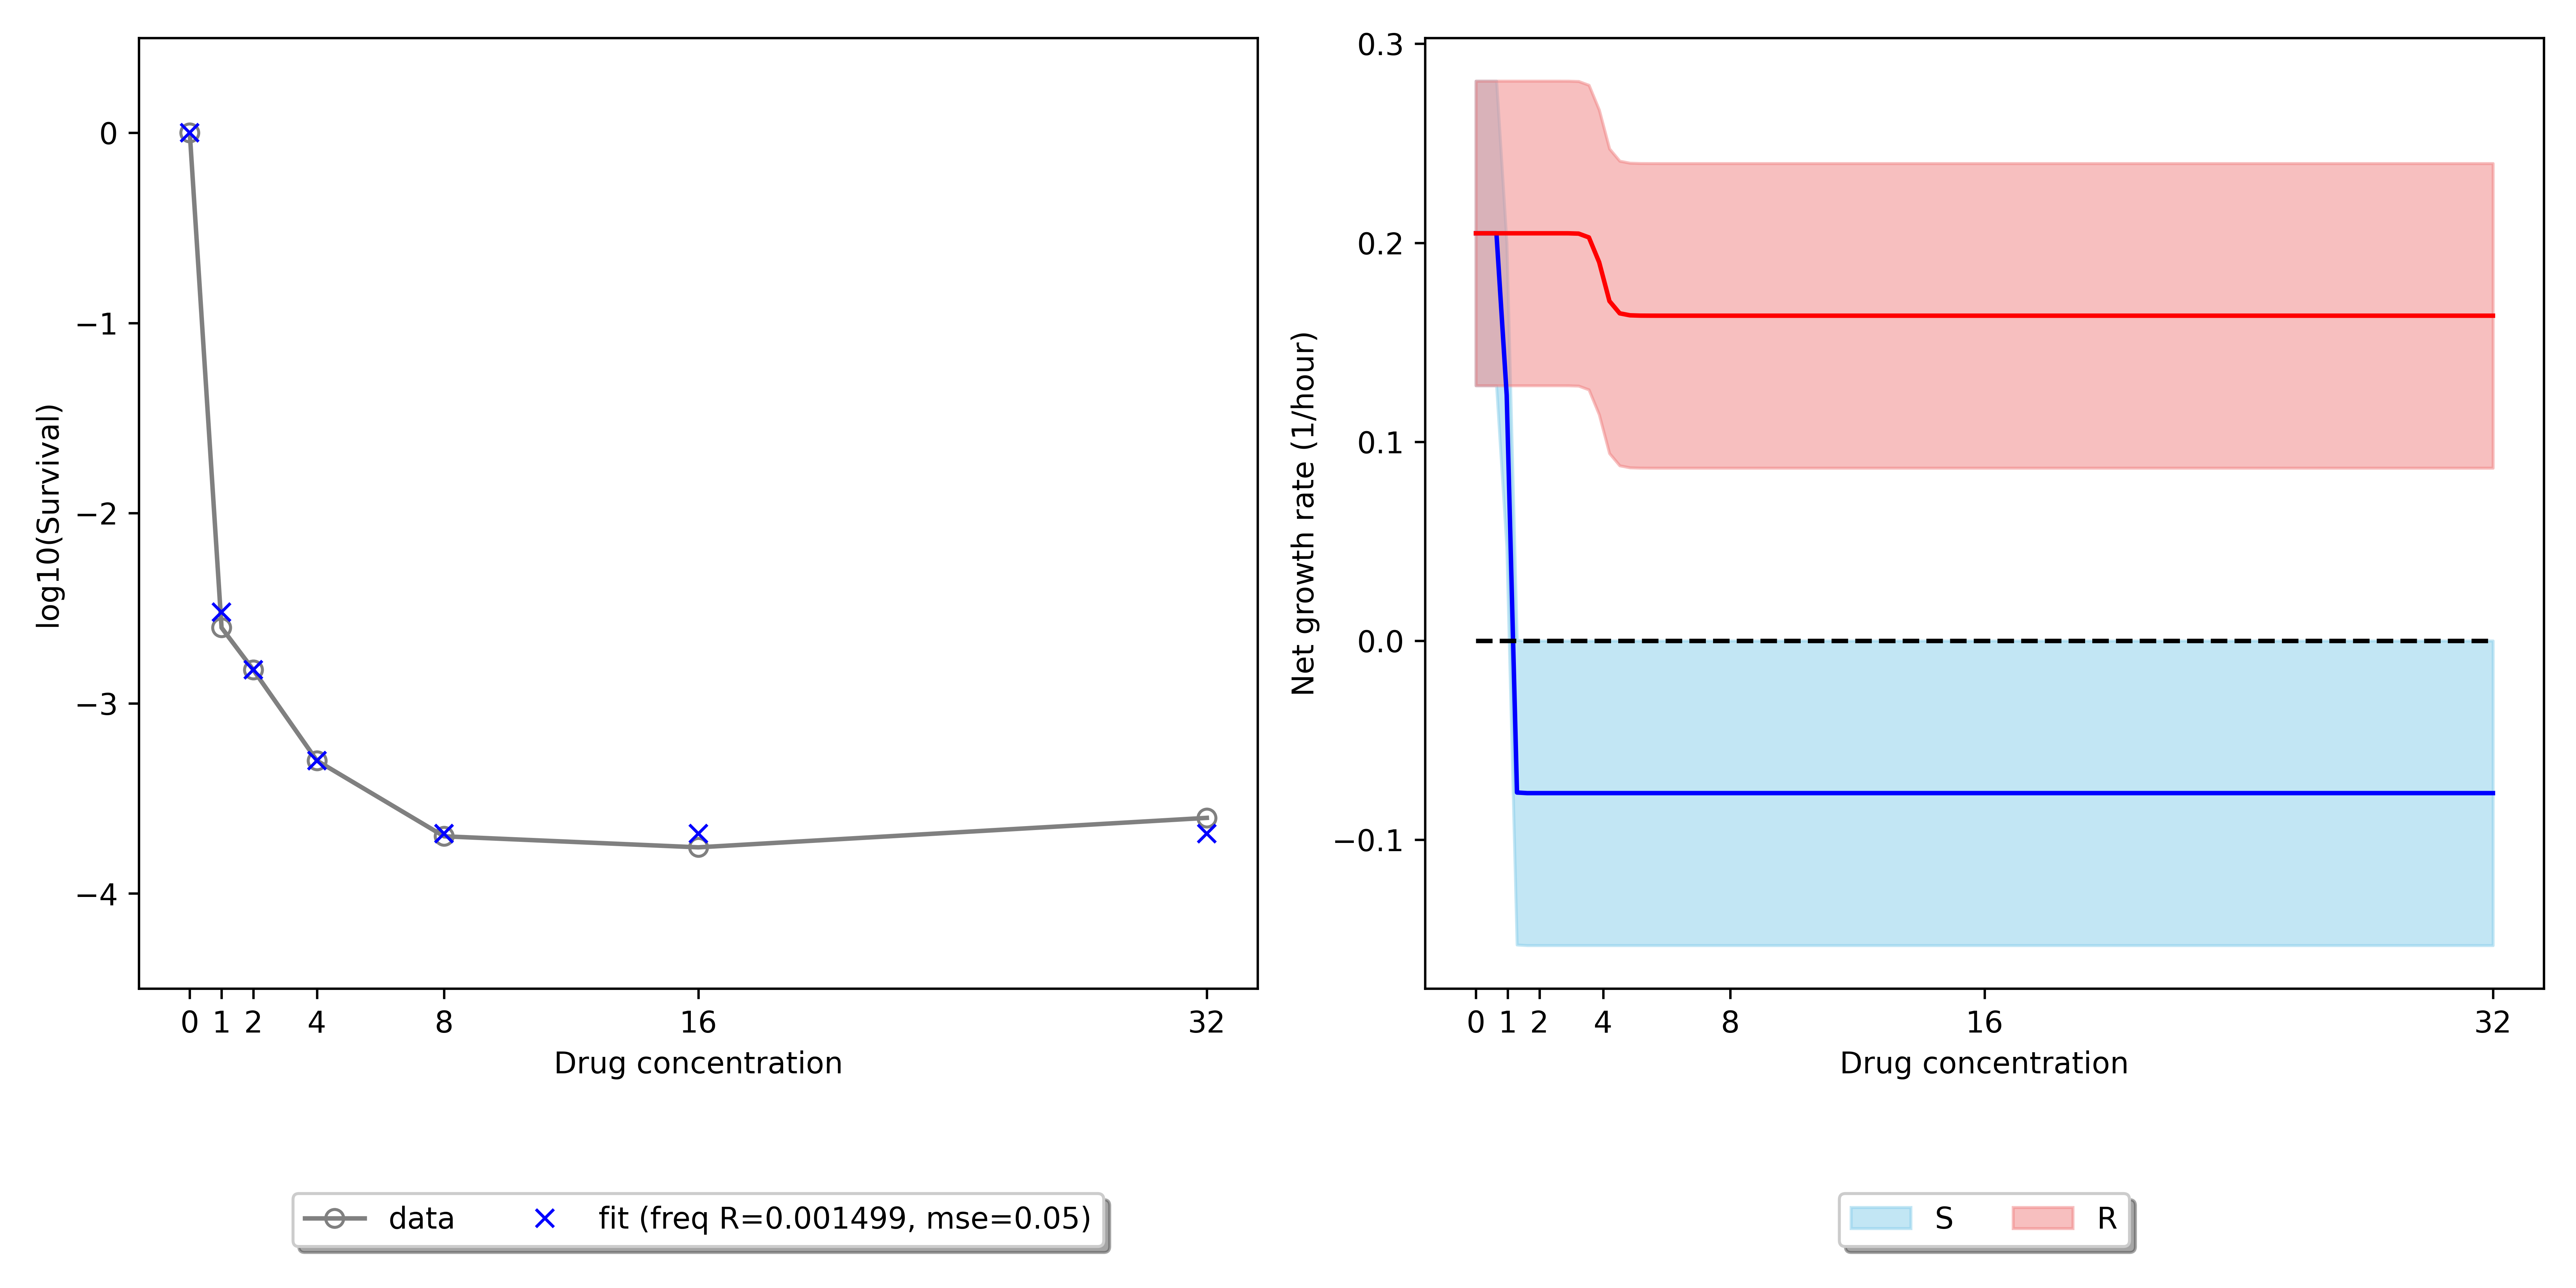 0
−1
−2
−3
−4
log10(Survival)
0 1 2 4 8 16 32
Drug concentration
data fit (freq R=0.001499, mse=0.05)
0.3
0.2
0.1
0.0
−0.1
Net growth rate (1/hour)
0 1 2 4 8 16 32
Drug concentration
S R